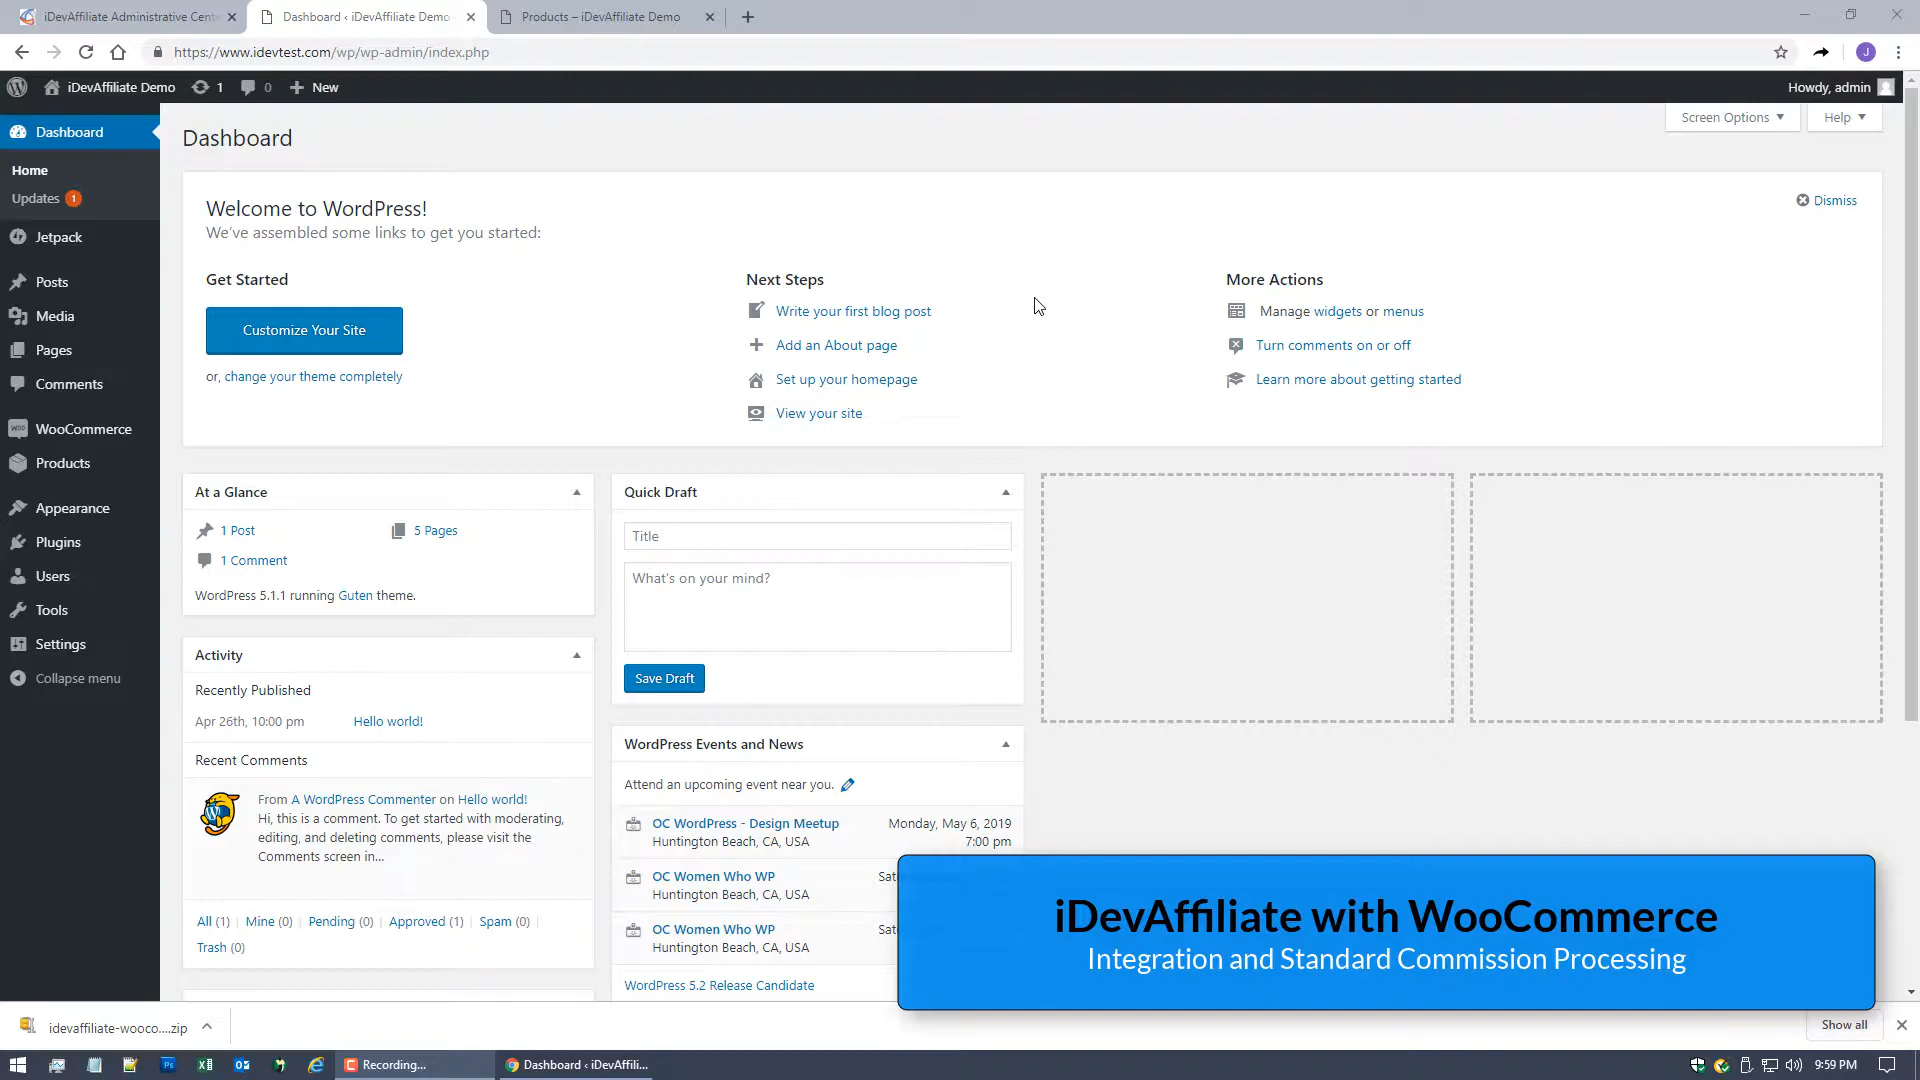 iDevAffiliate Administrative Cent
Dashboard ‹ iDevAffiliate Demo
Products – iDevAffiliate Demo
https://www.idevtest.com/wp/wp-admin/index.php
J
iDevAffiliate Demo
1
0
New
Howdy, admin
Dashboard
Home
Updates 1
Jetpack
Posts
Media
Pages
Comments
WooCommerce
Products
Appearance
Plugins
Users
Tools
Settings
Collapse menu
Dashboard
Screen Options
Help
Welcome to WordPress!
We've assembled some links to get you started:
Dismiss
Get Started
Customize Your Site
or, change your theme completely
Next Steps
Write your first blog post
Add an About page
Set up your homepage
View your site
More Actions
Manage widgets or menus
Turn comments on or off
Learn more about getting started
At a Glance
1 Post
5 Pages
1 Comment
WordPress 5.1.1 running Guten theme.
Activity
Recently Published
Apr 26th, 10:00 pm
Hello world!
Recent Comments
From A WordPress Commenter on Hello world!
Hi, this is a comment. To get started with moderating,
editing, and deleting comments, please visit the
Comments screen in...
All (1) | Mine (0) | Pending (0) | Approved (1) | Spam (0) |
Trash (0)
Quick Draft
Title
What's on your mind?
Save Draft
WordPress Events and News
Attend an upcoming event near you.
OC WordPress - Design Meetup
Huntington Beach, CA, USA
Monday, May 6, 2019
7:00 pm
OC Women Who WP
Huntington Beach, CA, USA
OC Women Who WP
Huntington Beach, CA, USA
WordPress 5.2 Release Candidate
iDevAffiliate with WooCommerce
Integration and Standard Commission Processing
idevaffiliate-wooco....zip
Show all
Recording...
Dashboard ‹ iDevAffili...
9:59 PM